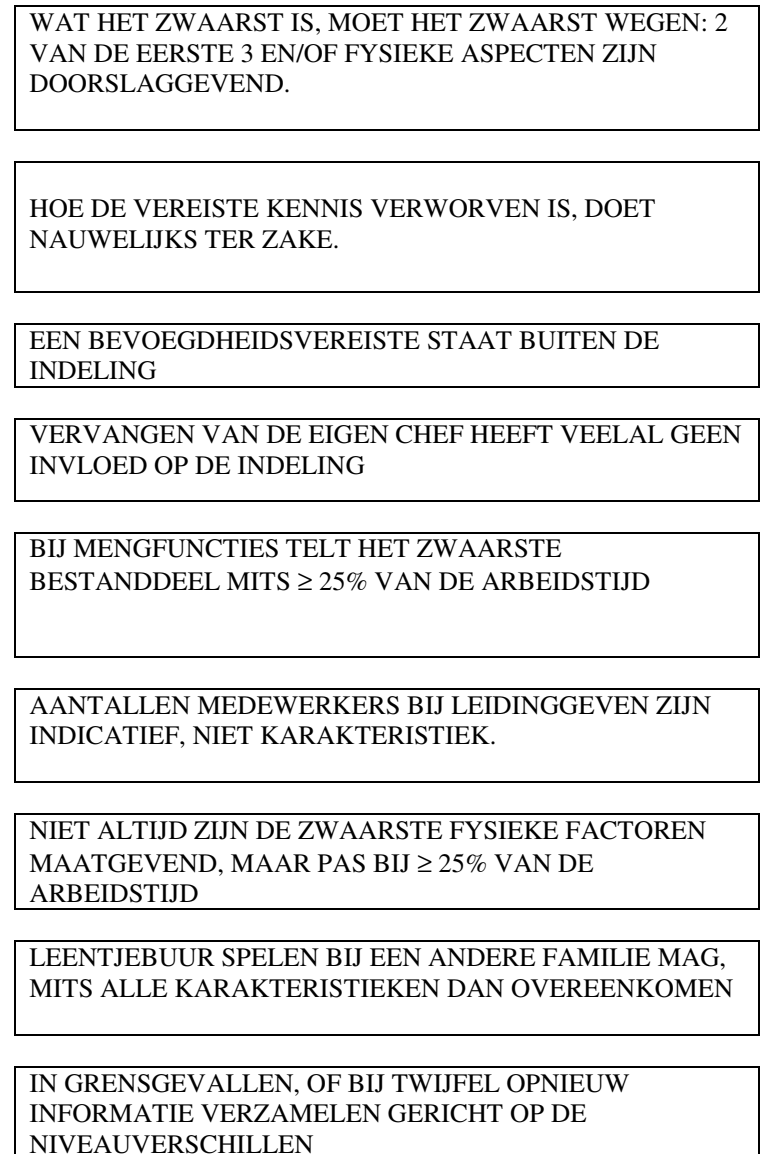 WAT HET ZWAARST IS, MOET HET ZWAARST WEGEN: 2
VAN DE EERSTE 3 EN/OF FYSIEKE ASPECTEN ZIJN
DOORSLAGGEVEND.
HOE DE VEREISTE KENNIS VERWORVEN IS, DOET
NAUWELIJKS TER ZAKE.
EEN BEVOEGDHEIDSVEREISTE STAAT BUITEN DE
INDELING
VERVANGEN VAN DE EIGEN CHEF HEEFT VEELAL GEEN
INVLOED OP DE INDELING
BIJ MENGFUNCTIES TELT HET ZWAARSTE
BESTANDDEEL MITS ≥ 25% VAN DE ARBEIDSTIJD
AANTALLEN MEDEWERKERS BIJ LEIDINGGEVEN ZIJN
INDICATIEF, NIET KARAKTERISTIEK.
NIET ALTIJD ZIJN DE ZWAARSTE FYSIEKE FACTOREN
MAATGEVEND, MAAR PAS BIJ ≥ 25% VAN DE
ARBEIDSTIJD
LEENTJEBUUR SPELEN BIJ EEN ANDERE FAMILIE MAG,
MITS ALLE KARAKTERISTIEKEN DAN OVEREENKOMEN
IN GRENSGEVALLEN, OF BIJ TWIJFEL OPNIEUW
INFORMATIE VERZAMELEN GERICHT OP DE
NIVEAUVERSCHILLEN